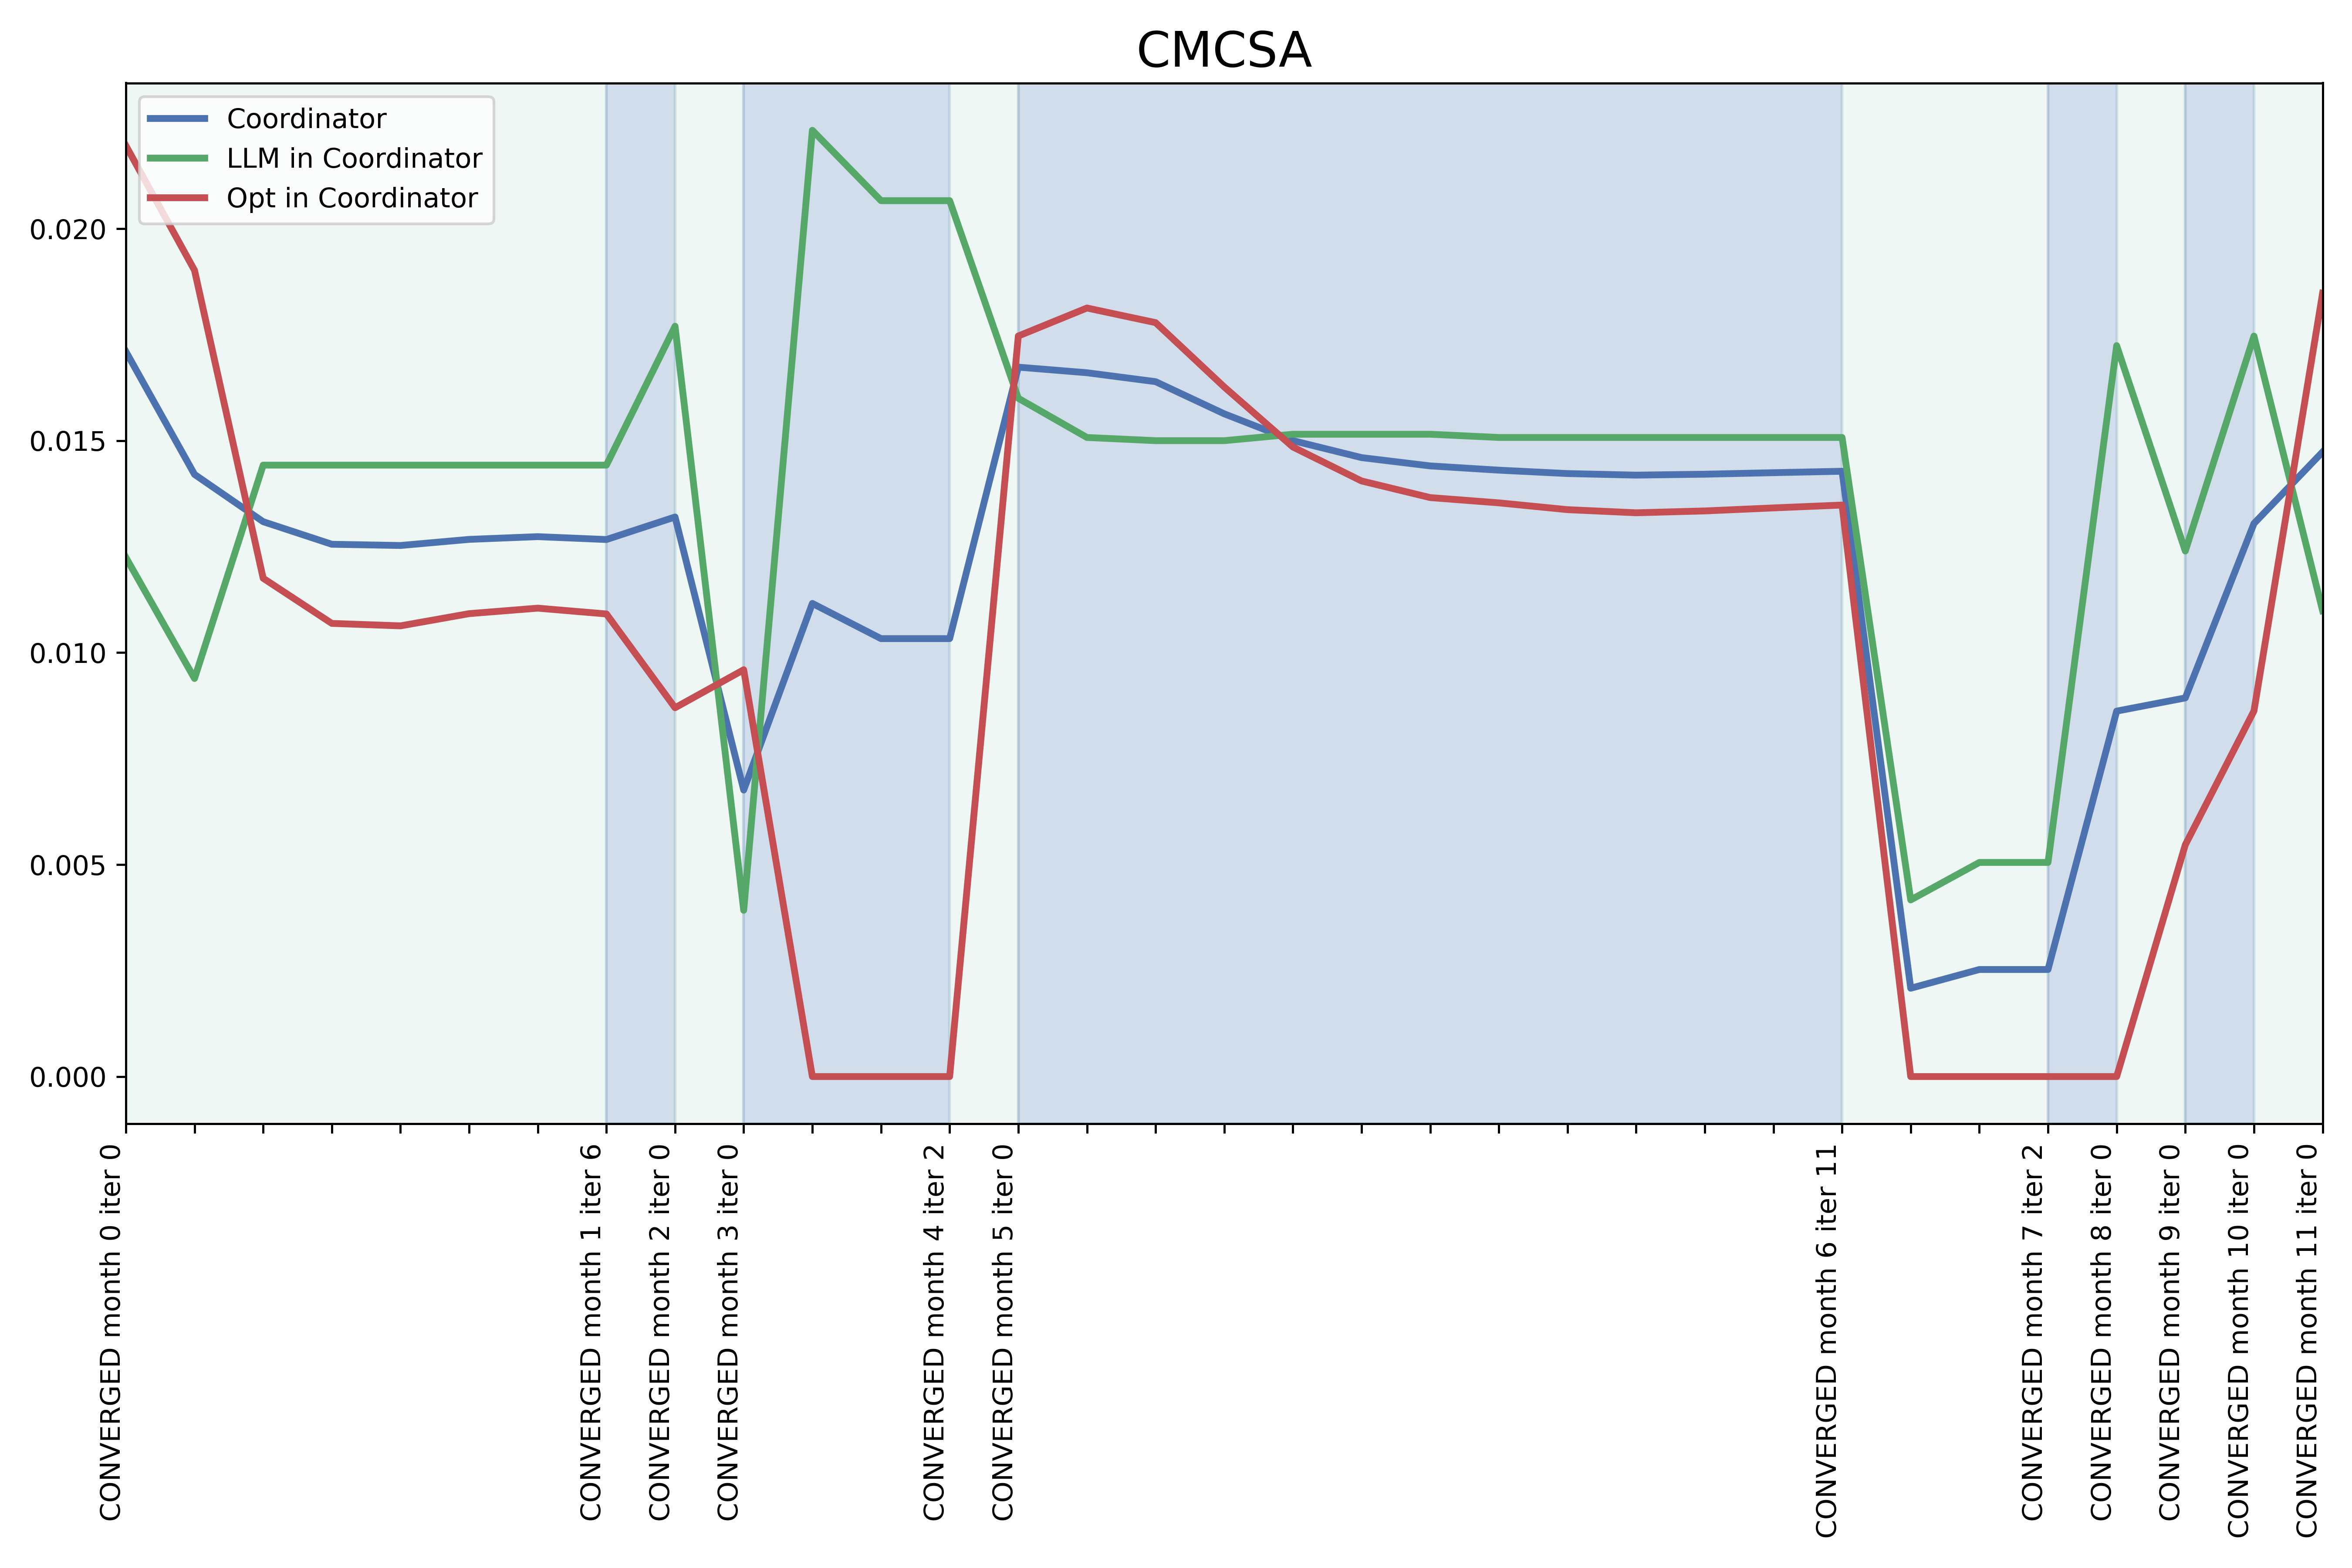 CMCSA
Coordinator
LLM in Coordinator
Opt in Coordinator
0.020
0.015
0.010
0.005
0.000
CONVERGED month 0 iter 0
CONVERGED month 1 iter 6
CONVERGED month 2 iter 0
CONVERGED month 3 iter 0
CONVERGED month 4 iter 2
CONVERGED month 5 iter 0
CONVERGED month 6 iter 11
CONVERGED month 7 iter 2
CONVERGED month 8 iter 0
CONVERGED month 9 iter 0
CONVERGED month 10 iter 0
CONVERGED month 11 iter 0